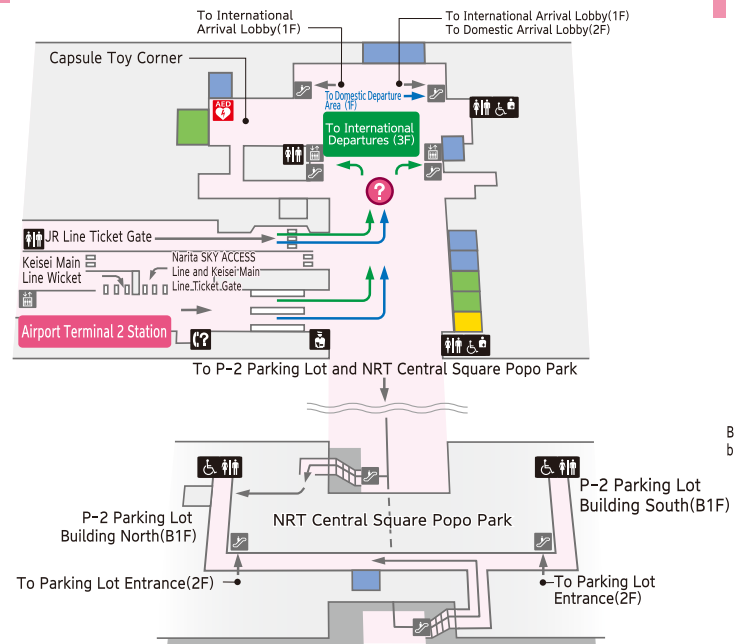 To International
Arrival Lobby(1F)
To International Arrival Lobby(1F)
To Domestic Arrival Lobby(2F)
Capsule Toy Corner
AED
To Domestic Departure
Area (1F)
To International
Departures (3F)
?
JR Line Ticket Gate
Keisei Main
Line Wicket
Narita SKY ACCESS
Line and Keisei Main
Line Ticket Gate
Airport Terminal 2 Station
?
To P-2 Parking Lot and NRT Central Square Popo Park
B
b
P-2 Parking Lot
Building South(B1F)
P-2 Parking Lot
Building North(B1F)
NRT Central Square Popo Park
To Parking Lot Entrance(2F)
To Parking Lot
Entrance(2F)